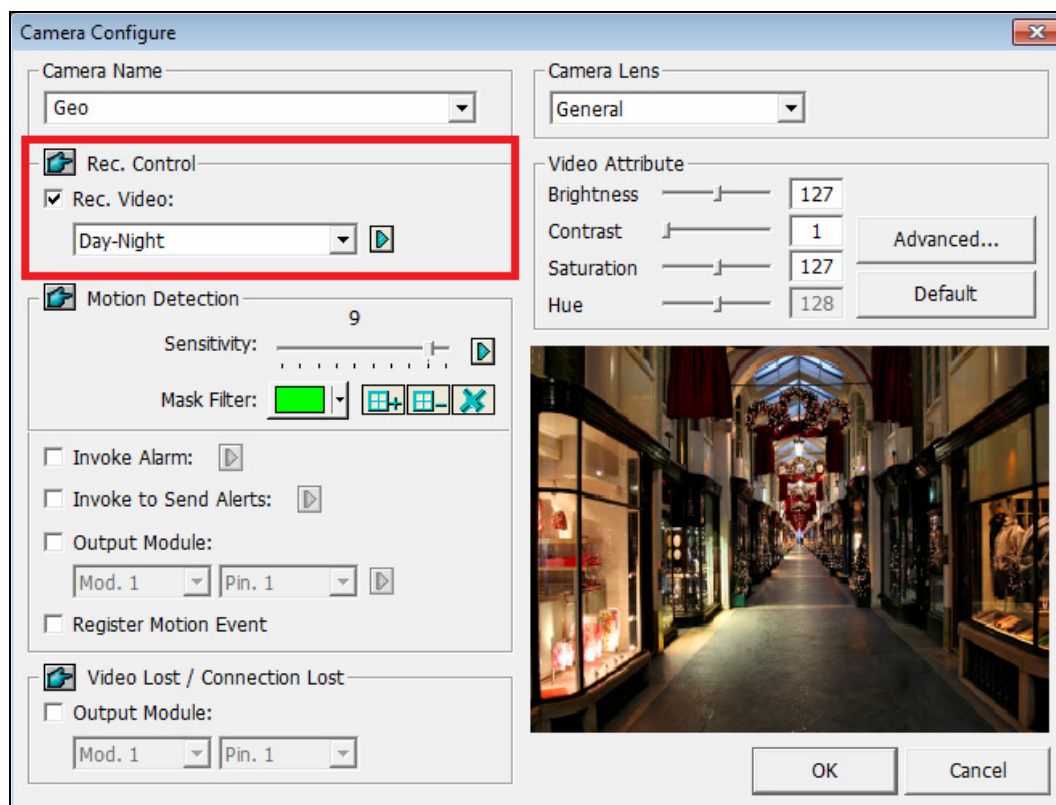 Camera Configure
Camera Name
Geo
Rec. Control
Rec. Video:
Day-Night
Motion Detection
9
Sensitivity:
Mask Filter:
Invoke Alarm:
Invoke to Send Alerts:
Output Module:
Mod. 1 Pin. 1
Register Motion Event
Video Lost / Connection Lost
Output Module:
Mod. 1 Pin. 1
Camera Lens
General
Video Attribute
Brightness 127
Contrast 1
Saturation 127
Hue 128
Advanced...
Default
OK Cancel